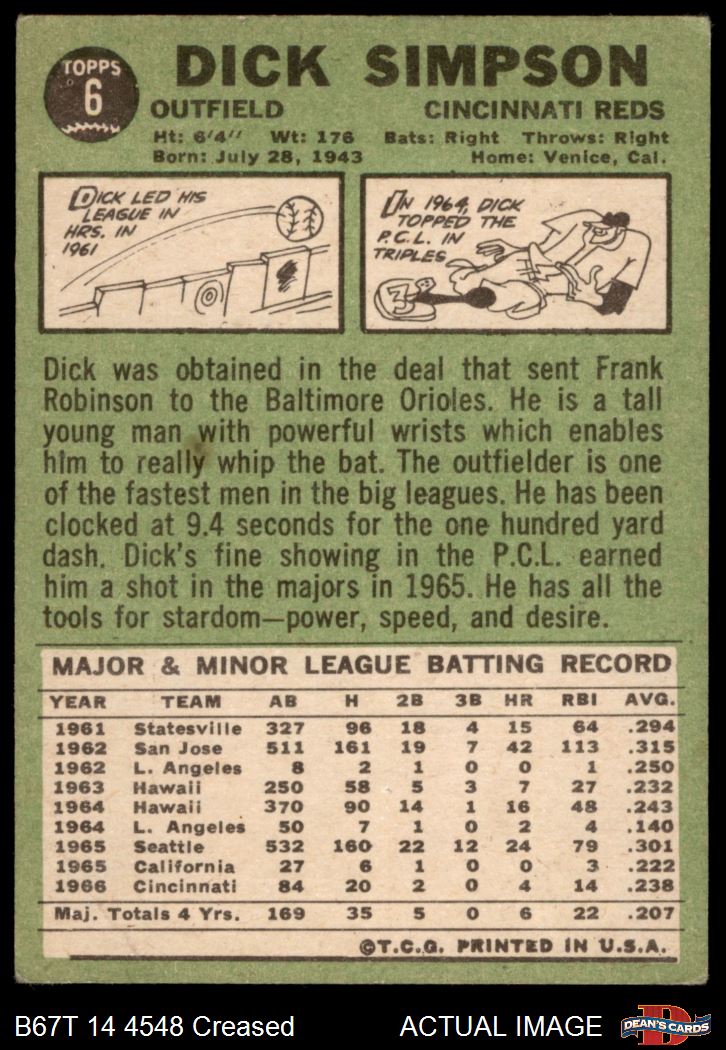 TOPPS
6
DICK SIMPSON
OUTFIELD CINCINNATI REDS
Ht: 6'4" Wt: 176 Bats: Right Throws: Right
Born: July 28, 1943 Home: Venice, Cal.
DICK LED HIS
LEAGUE IN
HRS. IN
1961
IN 1964, DICK
TOPPED THE
P.C.L. IN
TRIPLES
3
Dick was obtained in the deal that sent Frank
Robinson to the Baltimore Orioles. He is a tall
young man with powerful wrists which enables
him to really whip the bat. The outfielder is one
of the fastest men in the big leagues. He has been
clocked at 9.4 seconds for the one hundred yard
dash. Dick's fine showing in the P.C.L. earned
him a shot in the majors in 1965. He has all the
tools for stardom—power, speed, and desire.
MAJOR & MINOR LEAGUE BATTING RECORD
YEAR TEAM AB H 2B 3B HR RBI AVG.
1961 Statesville 327 96 18 4 15 64 .294
1962 San Jose 511 161 19 7 42 113 .315
1962 L. Angeles 8 2 1 0 0 1 .250
1963 Hawaii 250 58 5 3 7 27 .232
1964 Hawaii 370 90 14 1 16 48 .243
1964 L. Angeles 50 7 1 0 2 4 .140
1965 Seattle 532 160 22 12 24 79 .301
1965 California 27 6 1 0 0 3 .222
1966 Cincinnati 84 20 2 0 4 14 .238
Maj. Totals 4 Yrs. 169 35 5 0 6 22 .207
©T.C.G. PRINTED IN U.S.A.
B67T 14 4548 Creased ACTUAL IMAGE
D
DEAN'S CARDS